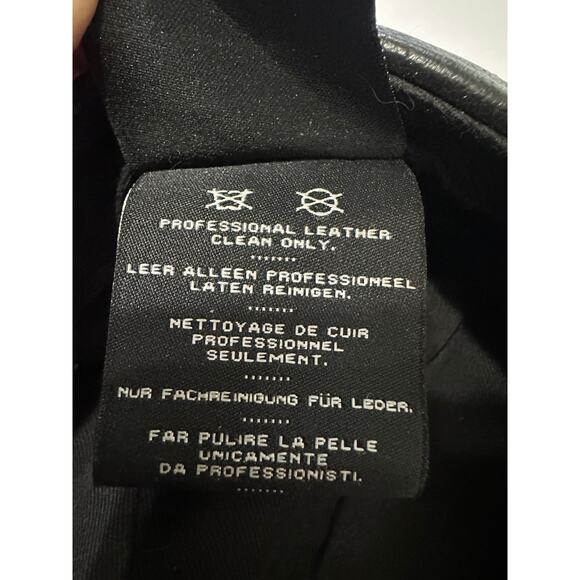 PROFESSIONAL LEATHER
CLEAN ONLY.
LEER ALLEEN PROFESSIONEEL
LATEN REINIGEN.
NETTOYAGE DE CUIR
PROFESSIONNEL
SEULEMENT.
NUR FACHREINIGUNG FÜR LEDER.
FAR PULIRE LA PELLE
UNICAMENTE
DA PROFESSIONISTI.